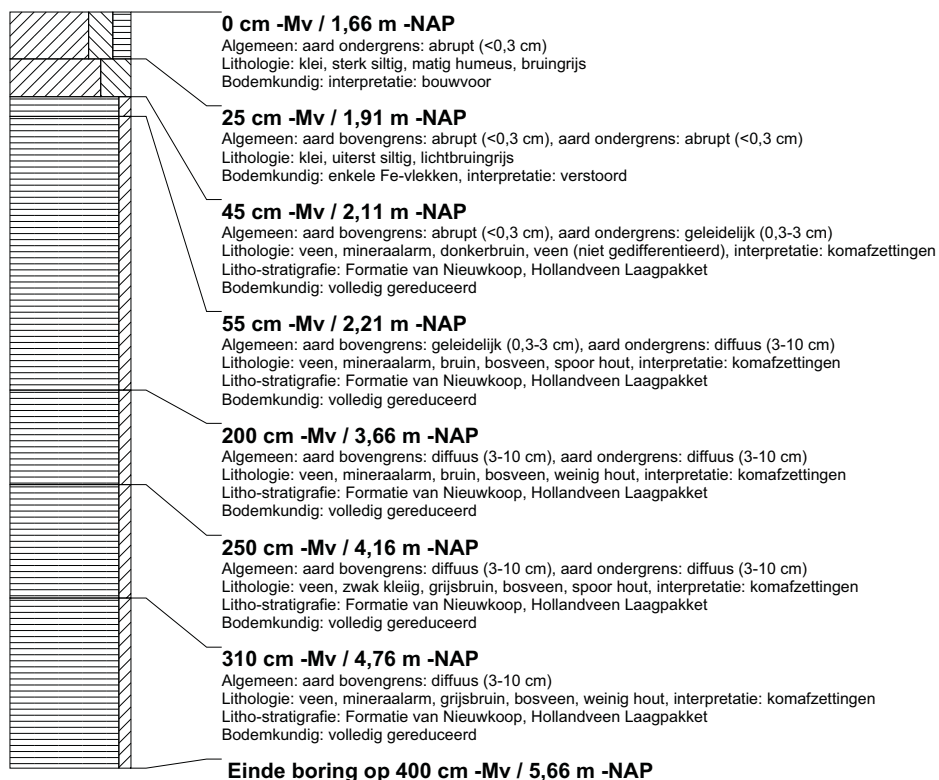 0 cm -Mv / 1,66 m -NAP
Algemeen: aard ondergrens: abrupt (<0,3 cm)
Lithologie: klei, sterk siltig, matig humeus, bruingrijs
Bodemkundig: interpretatie: bouwvoor
25 cm -Mv / 1,91 m -NAP
Algemeen: aard bovengrens: abrupt (<0,3 cm), aard ondergrens: abrupt (<0,3 cm)
Lithologie: klei, uiterst siltig, lichtbruingrijs
Bodemkundig: enkele Fe-vlekken, interpretatie: verstoord
45 cm -Mv / 2,11 m -NAP
Algemeen: aard bovengrens: abrupt (<0,3 cm), aard ondergrens: geleidelijk (0,3-3 cm)
Lithologie: veen, mineraalarm, donkerbruin, veen (niet gedifferentieerd), interpretatie: komafzettingen
Litho-stratigrafie: Formatie van Nieuwkoop, Hollandveen Laagpakket
Bodemkundig: volledig gereduceerd
55 cm -Mv / 2,21 m -NAP
Algemeen: aard bovengrens: geleidelijk (0,3-3 cm), aard ondergrens: diffuus (3-10 cm)
Lithologie: veen, mineraalarm, bruin, bosveen, spoor hout, interpretatie: komafzettingen
Litho-stratigrafie: Formatie van Nieuwkoop, Hollandveen Laagpakket
Bodemkundig: volledig gereduceerd
200 cm -Mv / 3,66 m -NAP
Algemeen: aard bovengrens: diffuus (3-10 cm), aard ondergrens: diffuus (3-10 cm)
Lithologie: veen, mineraalarm, bruin, bosveen, weinig hout, interpretatie: komafzettingen
Litho-stratigrafie: Formatie van Nieuwkoop, Hollandveen Laagpakket
Bodemkundig: volledig gereduceerd
250 cm -Mv / 4,16 m -NAP
Algemeen: aard bovengrens: diffuus (3-10 cm), aard ondergrens: diffuus (3-10 cm)
Lithologie: veen, zwak kleiig, grijsbruin, bosveen, spoor hout, interpretatie: komafzettingen
Litho-stratigrafie: Formatie van Nieuwkoop, Hollandveen Laagpakket
Bodemkundig: volledig gereduceerd
310 cm -Mv / 4,76 m -NAP
Algemeen: aard bovengrens: diffuus (3-10 cm)
Lithologie: veen, mineraalarm, grijsbruin, bosveen, weinig hout, interpretatie: komafzettingen
Litho-stratigrafie: Formatie van Nieuwkoop, Hollandveen Laagpakket
Bodemkundig: volledig gereduceerd
Einde boring op 400 cm -Mv / 5,66 m -NAP